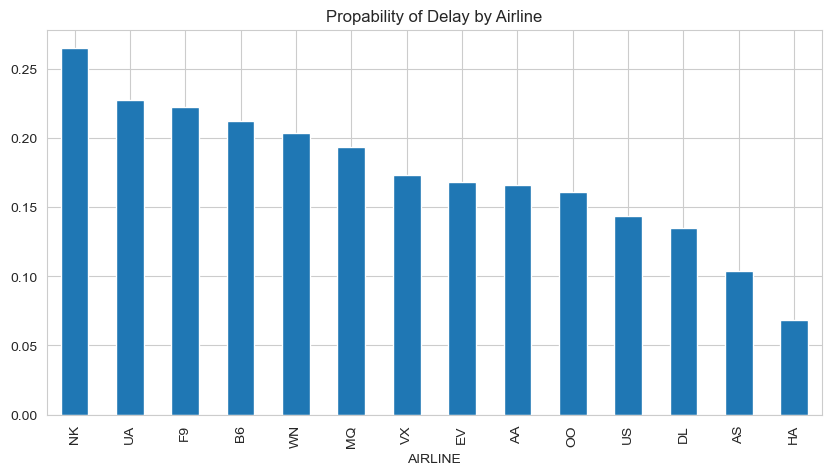 Propability of Delay by Airline
0.25
0.20
0.15
0.10
0.05
0.00
NK UA F9 B6 WN MQ VX EV AA OO US DL AS HA
AIRLINE